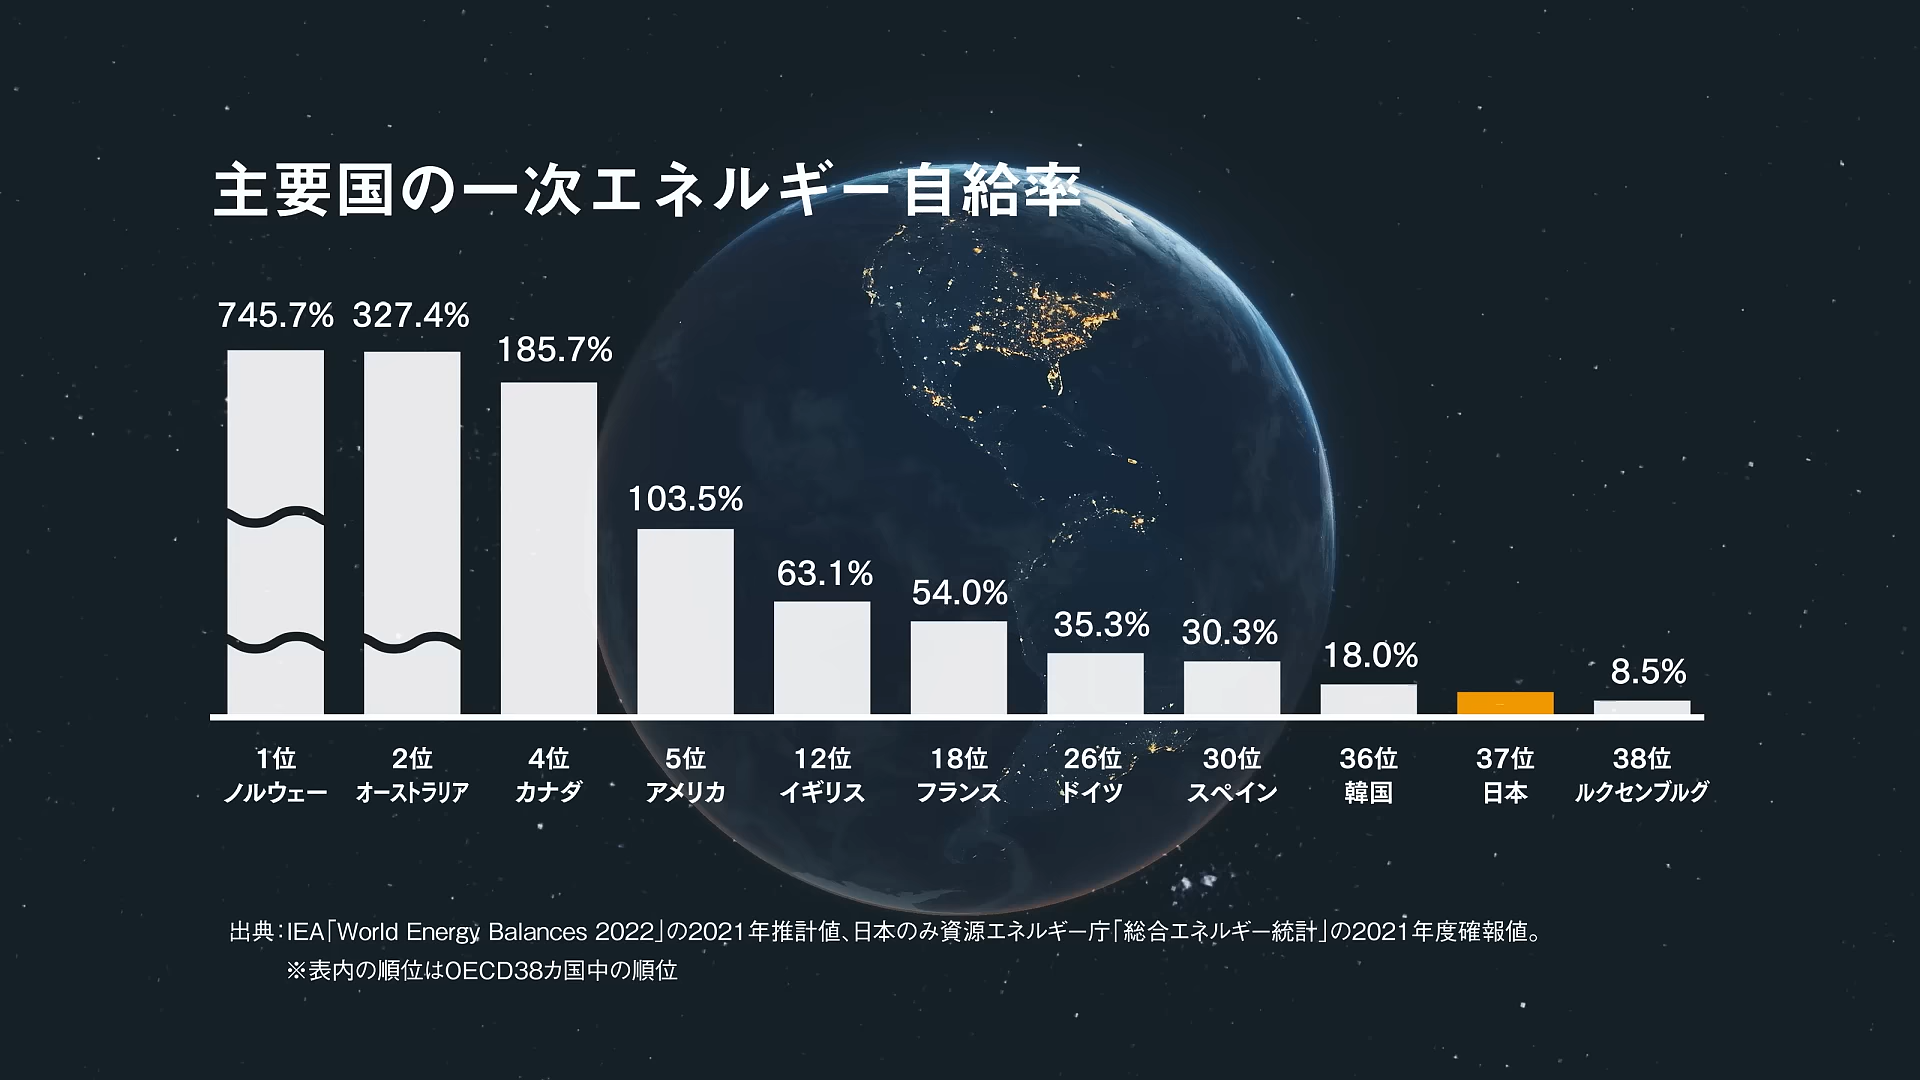 主要国の一次エネルギー自給率
745.7% 327.4%
185.7%
103.5%
63.1%
54.0%
35.3%
30.3%
18.0%
8.5%
1位 2位 4位 5位 12位 18位 26位 30位 36位 37位 38位
ノルウェー オーストラリア カナダ アメリカ イギリス フランス ドイツ スペイン 韓国 日本 ルクセンブルグ
出典：IEA「World Energy Balances 2022」の2021年推計値、日本のみ資源エネルギー庁「総合エネルギー統計」の2021年度確報値。
※表内の順位はOECD38カ国中の順位